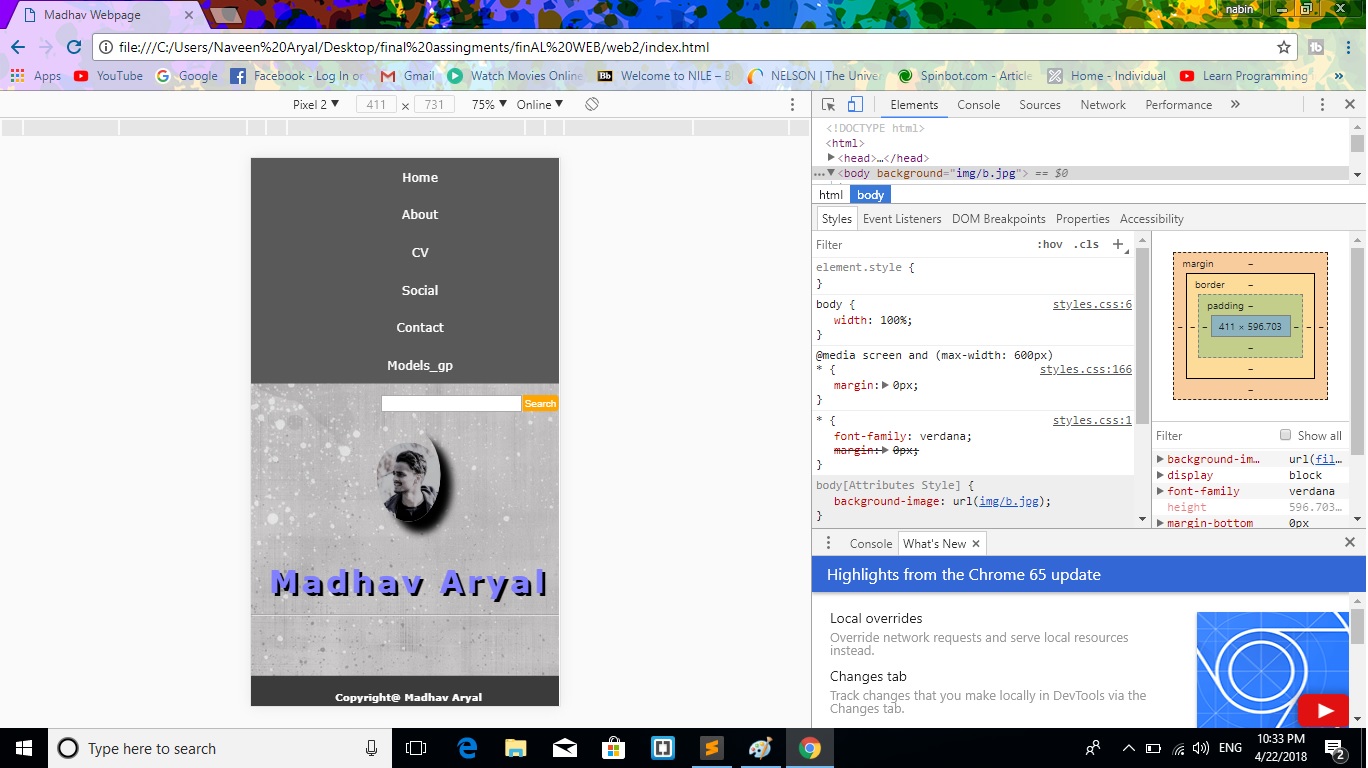 Madhav Webpage
nabin
file:///C:/Users/Naveen%20Aryal/Desktop/final%20assingments/finAL%20WEB/web2/index.html
Apps YouTube Google Facebook - Log In or Gmail Watch Movies Online Bb Welcome to NILE – B NELSON | The Unive Spinbot.com - Article Home - Individual Learn Programming »
Pixel 2 ▼ 411 × 731 75% ▼ Online ▼
Elements Console Sources Network Performance »
<!DOCTYPE html>
<html>
<head>…</head>
<body background="img/b.jpg"> == $0
html body
Styles Event Listeners DOM Breakpoints Properties Accessibility
Filter :hov .cls +
element.style {
}
body { styles.css:6
width: 100%;
}
@media screen and (max-width: 600px)
* { styles.css:166
margin: 0px;
}
* { styles.css:1
font-family: verdana;
margin: 0px;
}
body[Attributes Style] {
background-image: url(img/b.jpg);
}
margin –
border –
padding –
– – – 411 × 596.703 – – –
–
–
–
Filter Show all
background-im… url(fil…
display block
font-family verdana
height 596.703…
margin-bottom 0px
Home
About
CV
Social
Contact
Models_gp
Search
Madhav Aryal
Copyright@ Madhav Aryal
Console What's New ×
Highlights from the Chrome 65 update
Local overrides
Override network requests and serve local resources
instead.
Changes tab
Track changes that you make locally in DevTools via the
Changes tab.
Type here to search
ENG
10:33 PM
4/22/2018
2